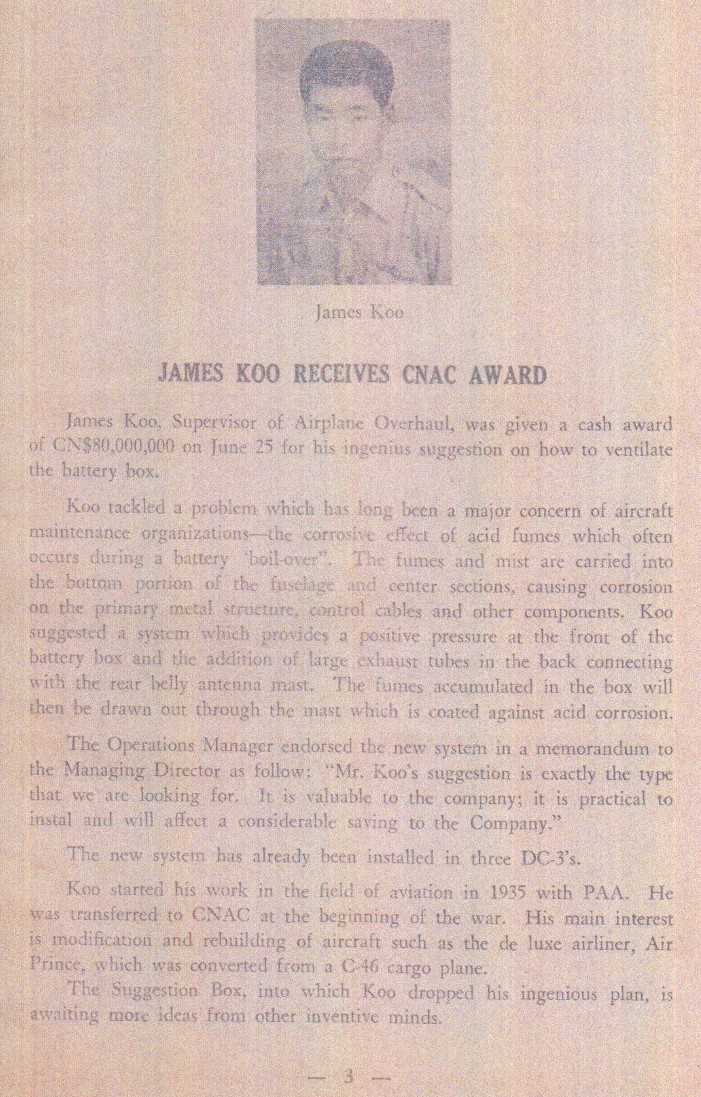 James Koo
JAMES KOO RECEIVES CNAC AWARD
James Koo, Supervisor of Airplane Overhaul, was given a cash award
of CN$80,000,000 on June 25 for his ingenius suggestion on how to ventilate
the battery box.
Koo tackled a problem which has long been a major concern of aircraft
maintenance organizations—the corrosive effect of acid fumes which often
occurs during a battery 'boil-over". The fumes and mist are carried into
the bottom portion of the fuselage and center sections, causing corrosion
on the primary metal structure, control cables and other components. Koo
suggested a system which provides a positive pressure at the front of the
battery box and the addition of large exhaust tubes in the back connecting
with the rear belly antenna mast. The fumes accumulated in the box will
then be drawn out through the mast which is coated against acid corrosion.
The Operations Manager endorsed the new system in a memorandum to
the Managing Director as follow: "Mr. Koo's suggestion is exactly the type
that we are looking for. It is valuable to the company; it is practical to
instal and will affect a considerable saving to the Company."
The new system has already been installed in three DC-3's.
Koo started his work in the field of aviation in 1935 with PAA. He
was transferred to CNAC at the beginning of the war. His main interest
is modification and rebuilding of aircraft such as the de luxe airliner, Air
Prince, which was converted from a C-46 cargo plane.
The Suggestion Box, into which Koo dropped his ingenious plan, is
awaiting more ideas from other inventive minds.
— 3 —